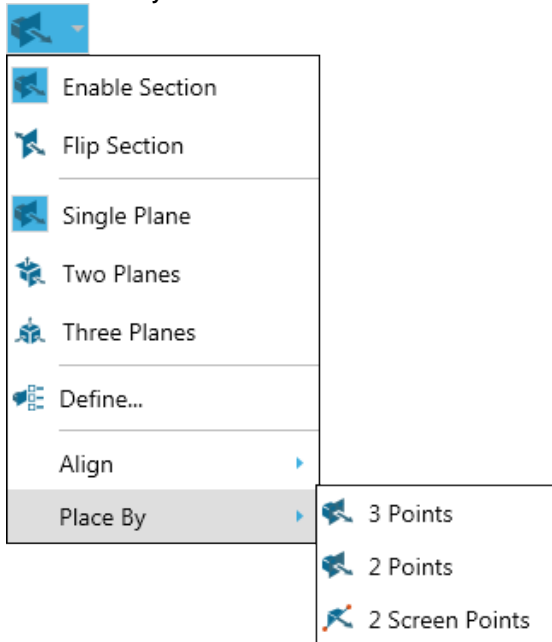 Enable Section
Flip Section
Single Plane
Two Planes
Three Planes
Define...
Align
Place By
3 Points
2 Points
2 Screen Points